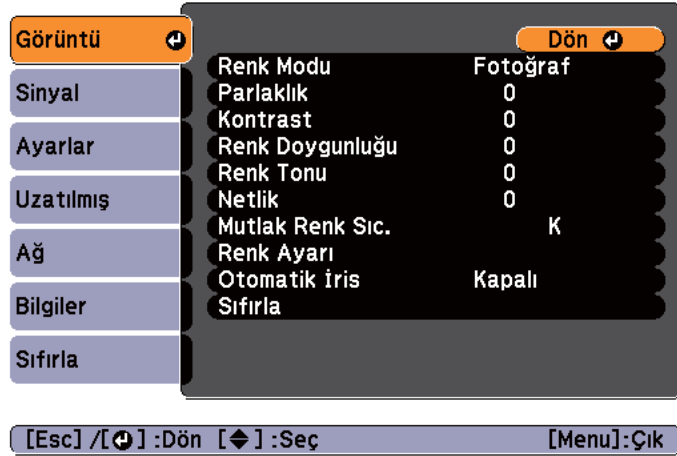 Görüntü
Sinyal
Ayarlar
Uzatılmış
Ağ
Bilgiler
Sıfırla
Dön
Renk Modu Fotoğraf
Parlaklık 0
Kontrast 0
Renk Doygunluğu 0
Renk Tonu 0
Netlik 0
Mutlak Renk Sıc. K
Renk Ayarı
Otomatik İris Kapalı
Sıfırla
[Esc] /[ ] :Dön [ ] :Seç [Menu]:Çık